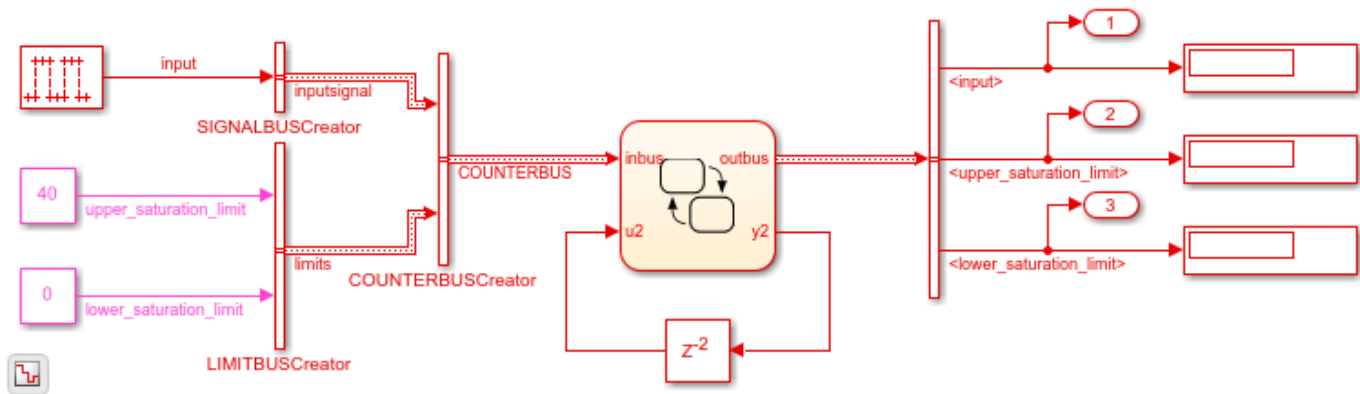 input
inputsignal
SIGNALBUSCreator
40
upper_saturation_limit
0
lower_saturation_limit
limits
LIMITBUSCreator
COUNTERBUSCreator
COUNTERBUS
inbus
outbus
u2
y2
Z-2
1
<input>
2
<upper_saturation_limit>
3
<lower_saturation_limit>